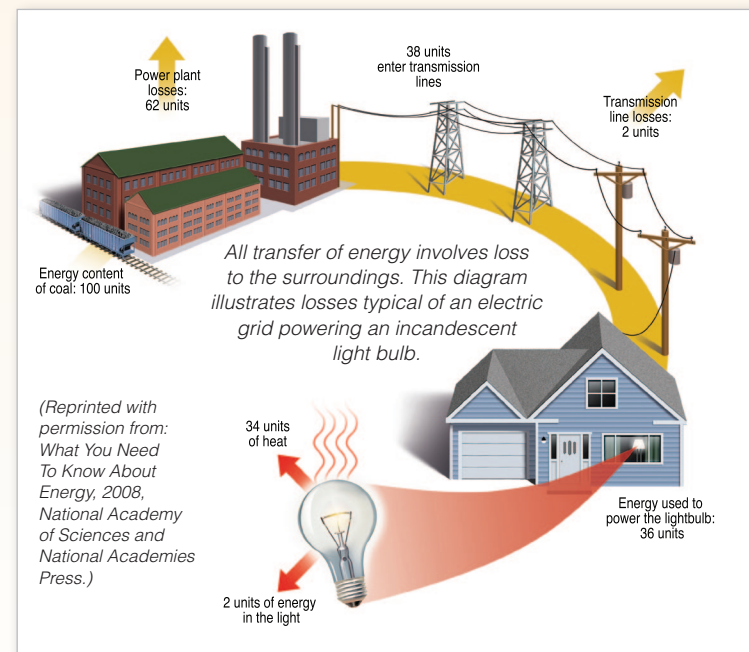 Power plant
losses:
62 units
38 units
enter transmission
lines
Transmission
line losses:
2 units
Energy content
of coal: 100 units
All transfer of energy involves loss
to the surroundings. This diagram
illustrates losses typical of an electric
grid powering an incandescent
light bulb.
(Reprinted with
permission from:
What You Need
To Know About
Energy, 2008,
National Academy
of Sciences and
National Academies
Press.)
34 units
of heat
Energy used to
power the lightbulb:
36 units
2 units of energy
in the light